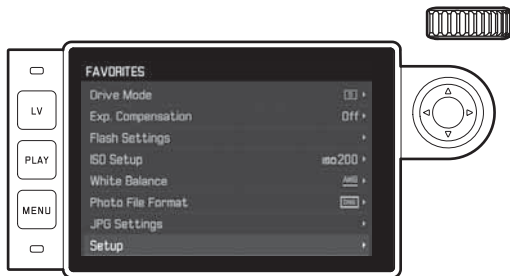 FAVORITES
Drive Mode
Exp. Compensation Off
Flash Settings
ISO Setup ISO200
White Balance AWB
Photo File Format DNG
JPG Settings
Setup
LV
PLAY
MENU